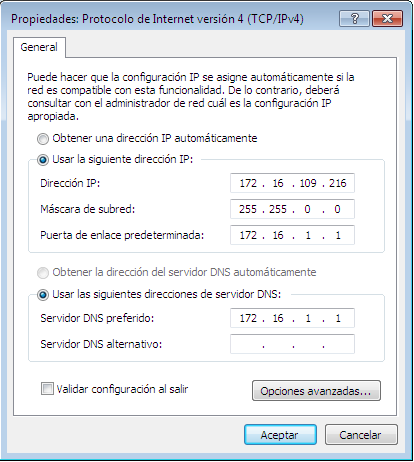 Propiedades: Protocolo de Internet versión 4 (TCP/IPv4)
General
Puede hacer que la configuración IP se asigne automáticamente si la
red es compatible con esta funcionalidad. De lo contrario, deberá
consultar con el administrador de red cuál es la configuración IP
apropiada.
Obtener una dirección IP automáticamente
Usar la siguiente dirección IP:
Dirección IP: 172 . 16 . 109 . 216
Máscara de subred: 255 . 255 . 0 . 0
Puerta de enlace predeterminada: 172 . 16 . 1 . 1
Obtener la dirección del servidor DNS automáticamente
Usar las siguientes direcciones de servidor DNS:
Servidor DNS preferido: 172 . 16 . 1 . 1
Servidor DNS alternativo: . . .
Validar configuración al salir
Opciones avanzadas...
Aceptar Cancelar